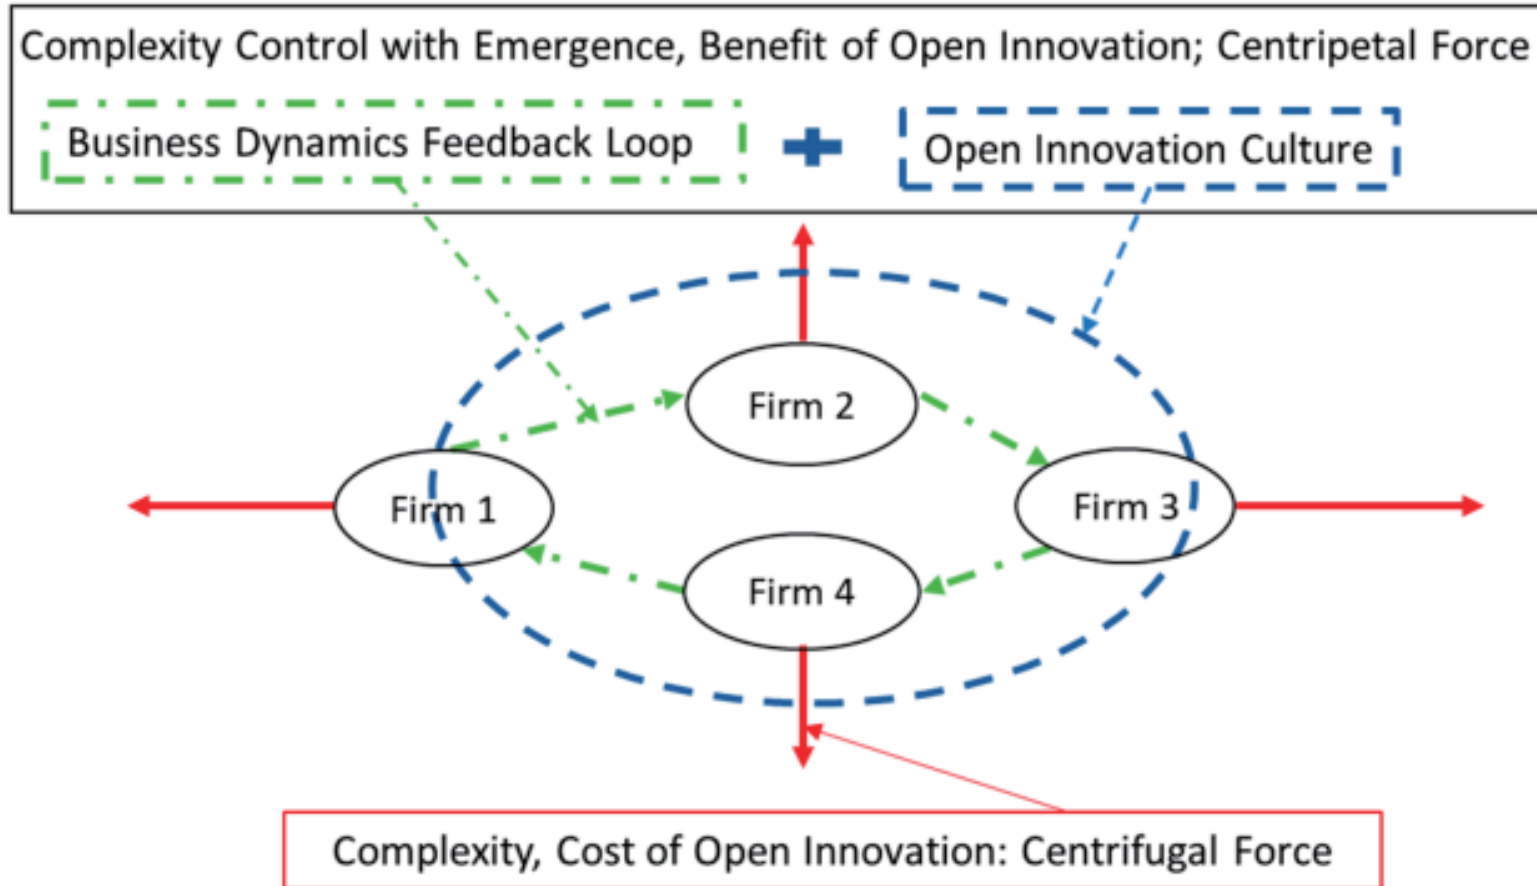 Complexity Control with Emergence, Benefit of Open Innovation; Centripetal Force
Business Dynamics Feedback Loop
Open Innovation Culture
Firm 2
Firm 1
Firm 3
Firm 4
Complexity, Cost of Open Innovation: Centrifugal Force